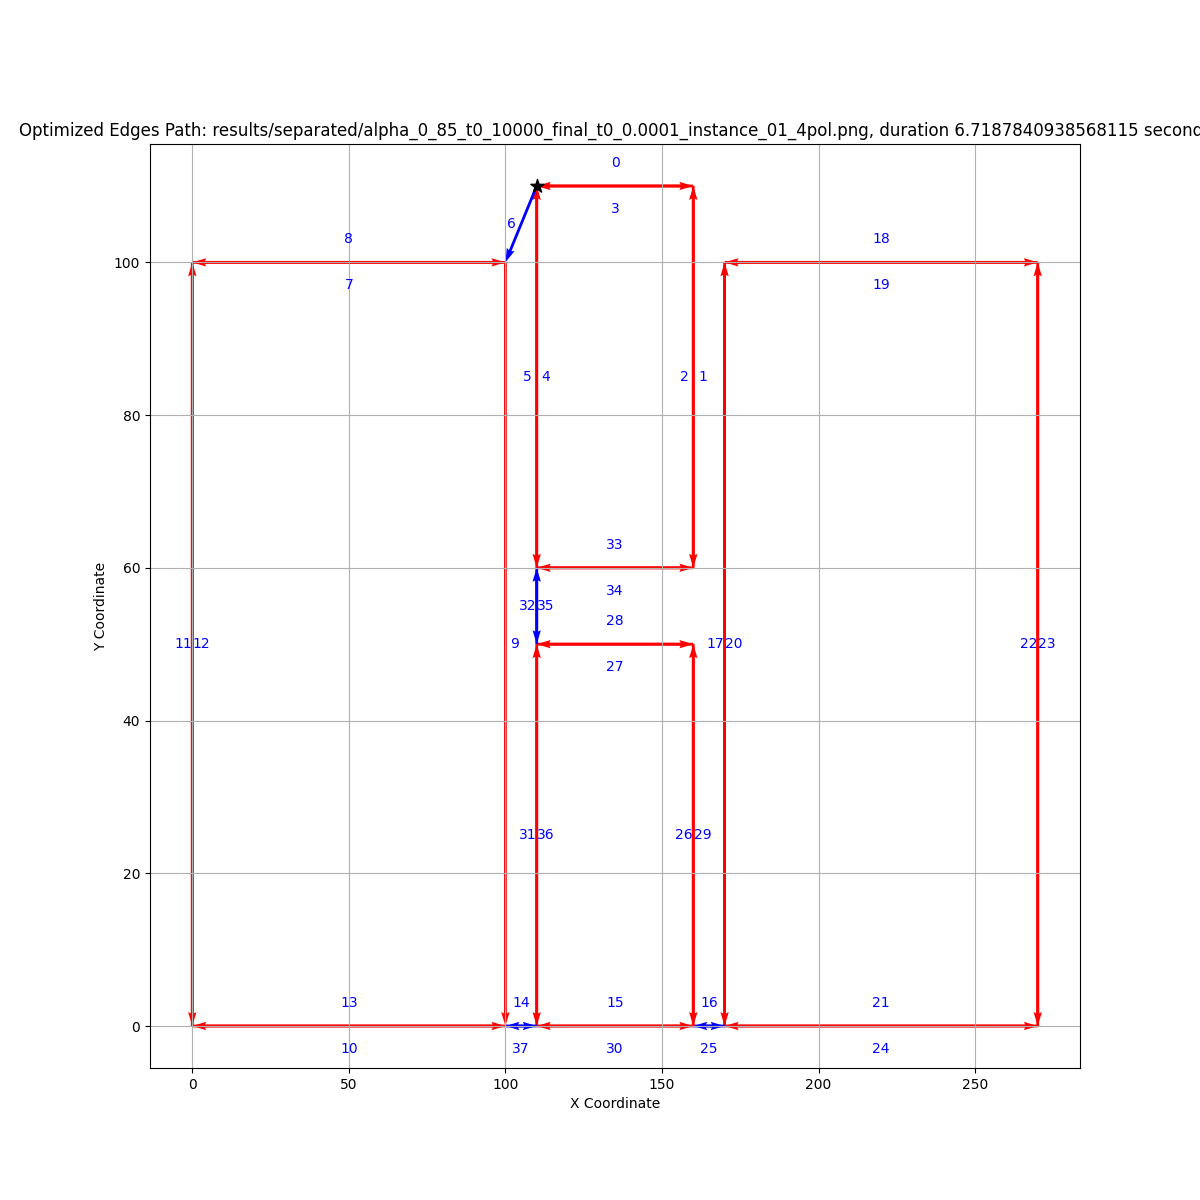 Optimized Edges Path: results/separated/alpha_0_85_t0_10000_final_t0_0.0001_instance_01_4pol.png, duration 6.7187840938568115 second
0
3
6
8
18
100
7
19
5 4 2 1
80
33
60
34
32 35
28
Y Coordinate
11 12 9 17 20 22 23
27
40
31 36 26 29
20
13 14 15 16 21
0
10 37 30 25 24
0 50 100 150 200 250
X Coordinate